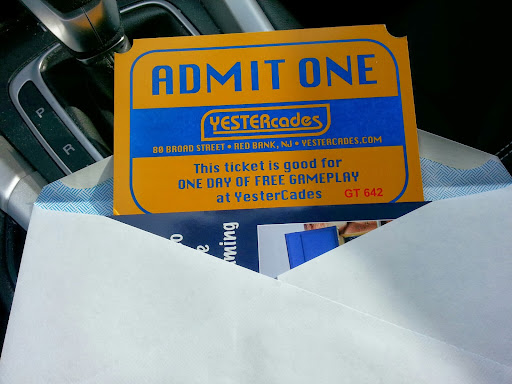 ADMIT ONE
YESTERcades
80 BROAD STREET • RED BANK, NJ • YESTERCADES.COM
This ticket is good for
ONE DAY OF FREE GAMEPLAY
at YesterCades
GT 642
P
R